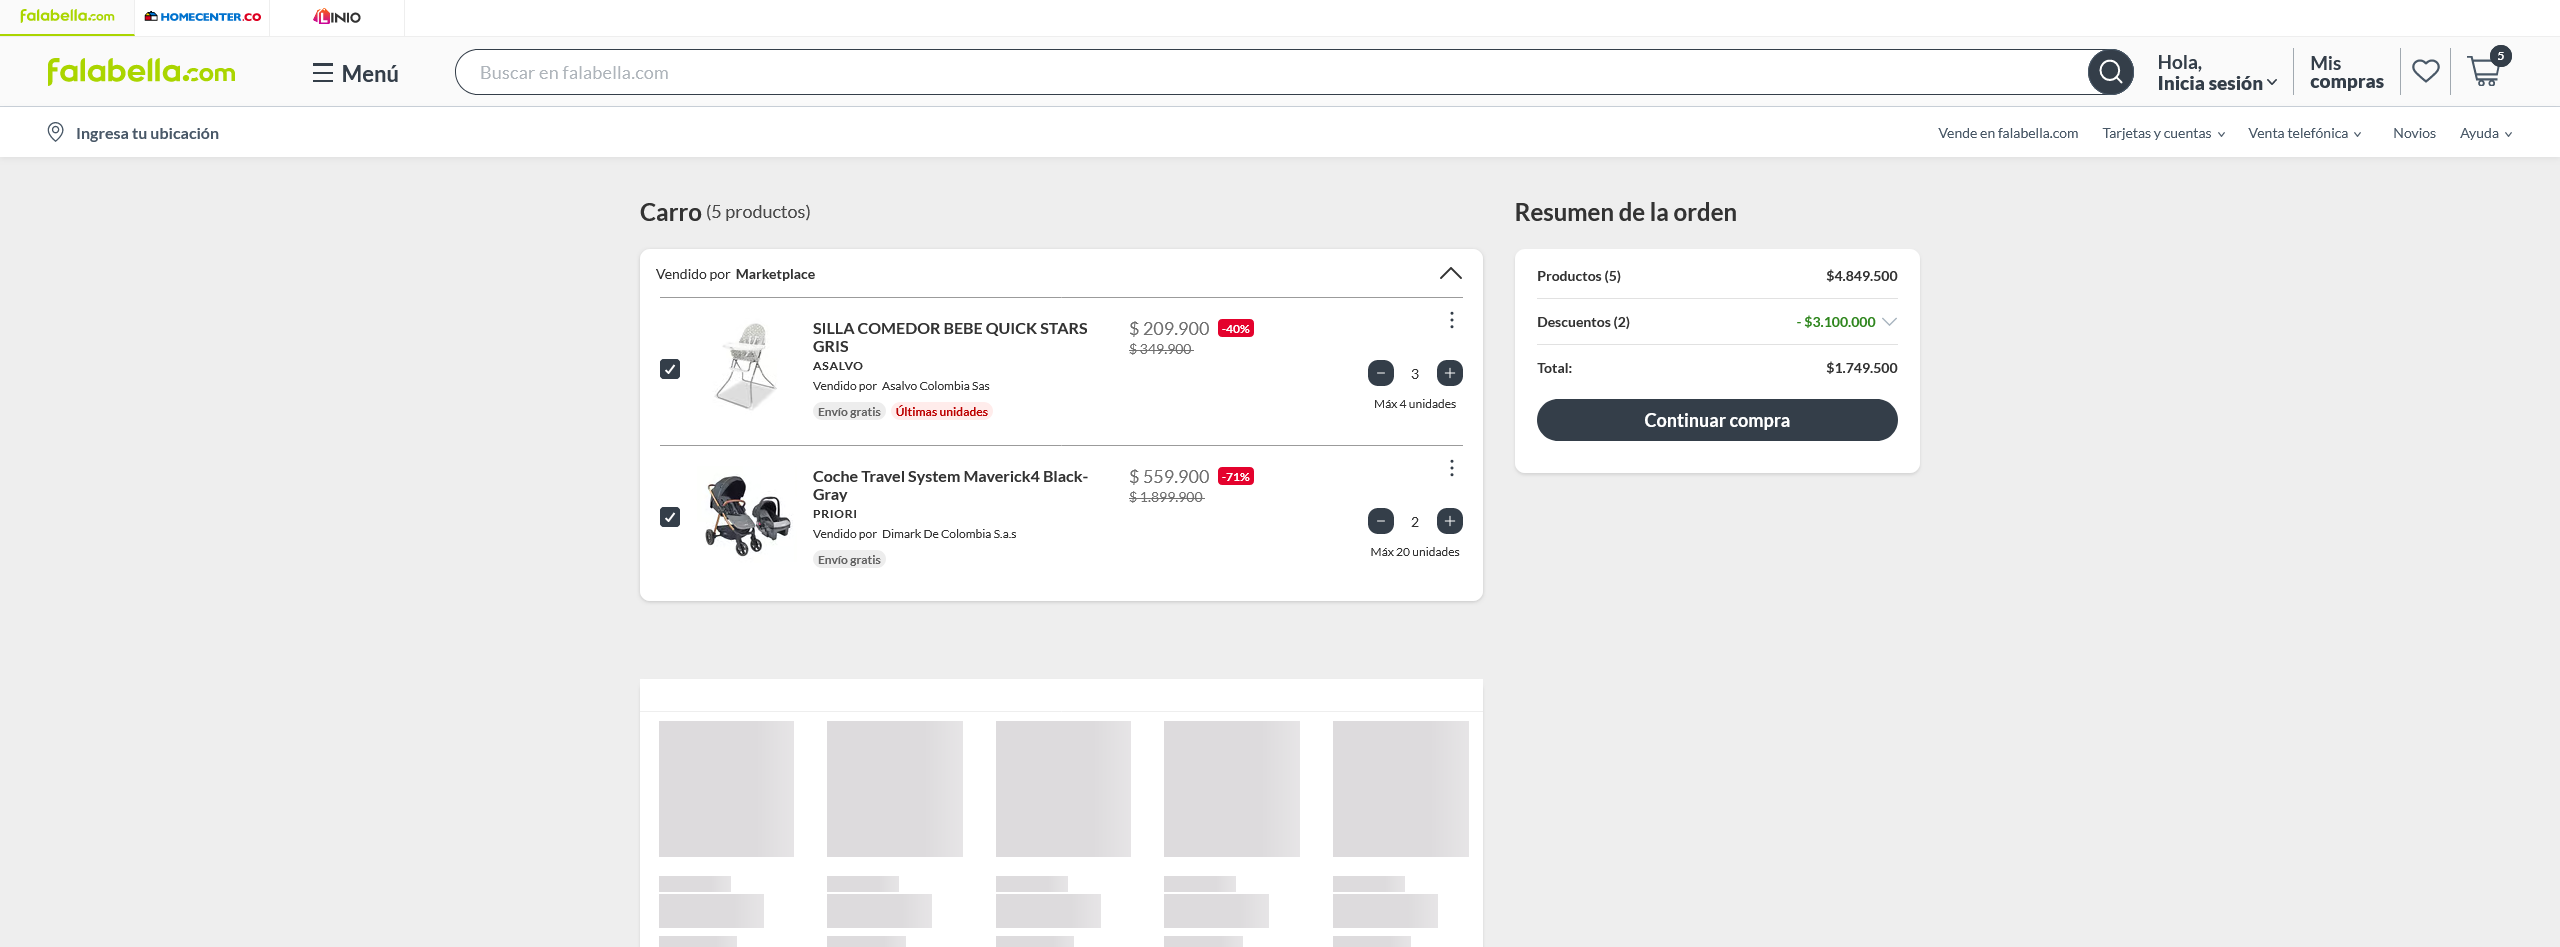 falabella.com
HOMECENTER.CO
LINIO
falabella.com
Menú
Buscar en falabella.com
Hola,
Inicia sesión
Mis
compras
5
Ingresa tu ubicación
Vende en falabella.com
Tarjetas y cuentas
Venta telefónica
Novios
Ayuda
Carro (5 productos)
Vendido por Marketplace
SILLA COMEDOR BEBE QUICK STARS
GRIS
ASALVO
Vendido por Asalvo Colombia Sas
Envío gratis
Últimas unidades
$ 209.900 -40%
$ 349.900
3
Máx 4 unidades
Coche Travel System Maverick4 Black-
Gray
PRIORI
Vendido por Dimark De Colombia S.a.s
Envío gratis
$ 559.900 -71%
$ 1.899.900
2
Máx 20 unidades
Resumen de la orden
Productos (5) $4.849.500
Descuentos (2) - $3.100.000
Total: $1.749.500
Continuar compra